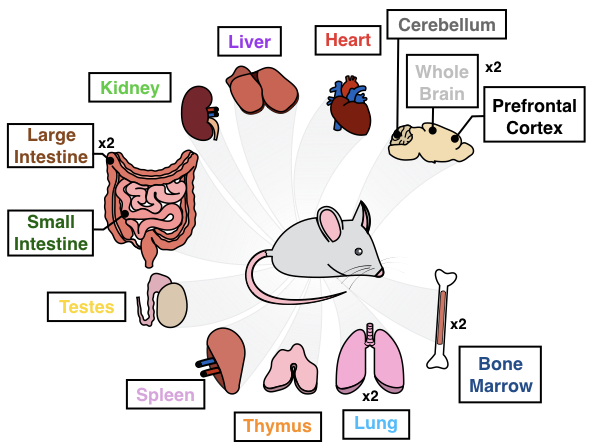 Cerebellum
Liver
Heart
Whole
Brain
x2
Kidney
Prefrontal
Cortex
Large
Intestine
x2
Small
Intestine
Testes
x2
Bone
Marrow
Spleen
x2
Thymus
Lung